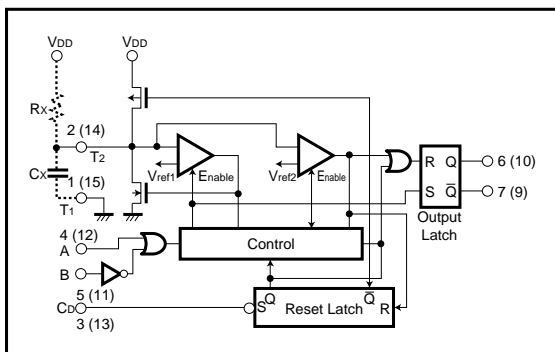 VDD VDD
RX
2 (14)
T2
CX
1 (15)
T1
Vref1 Enable
Vref2 Enable
R Q 6 (10)
S Q̅ 7 (9)
Output
Latch
4 (12)
A
Control
B
5 (11)
CD
3 (13)
Q Q̅
S Reset Latch R